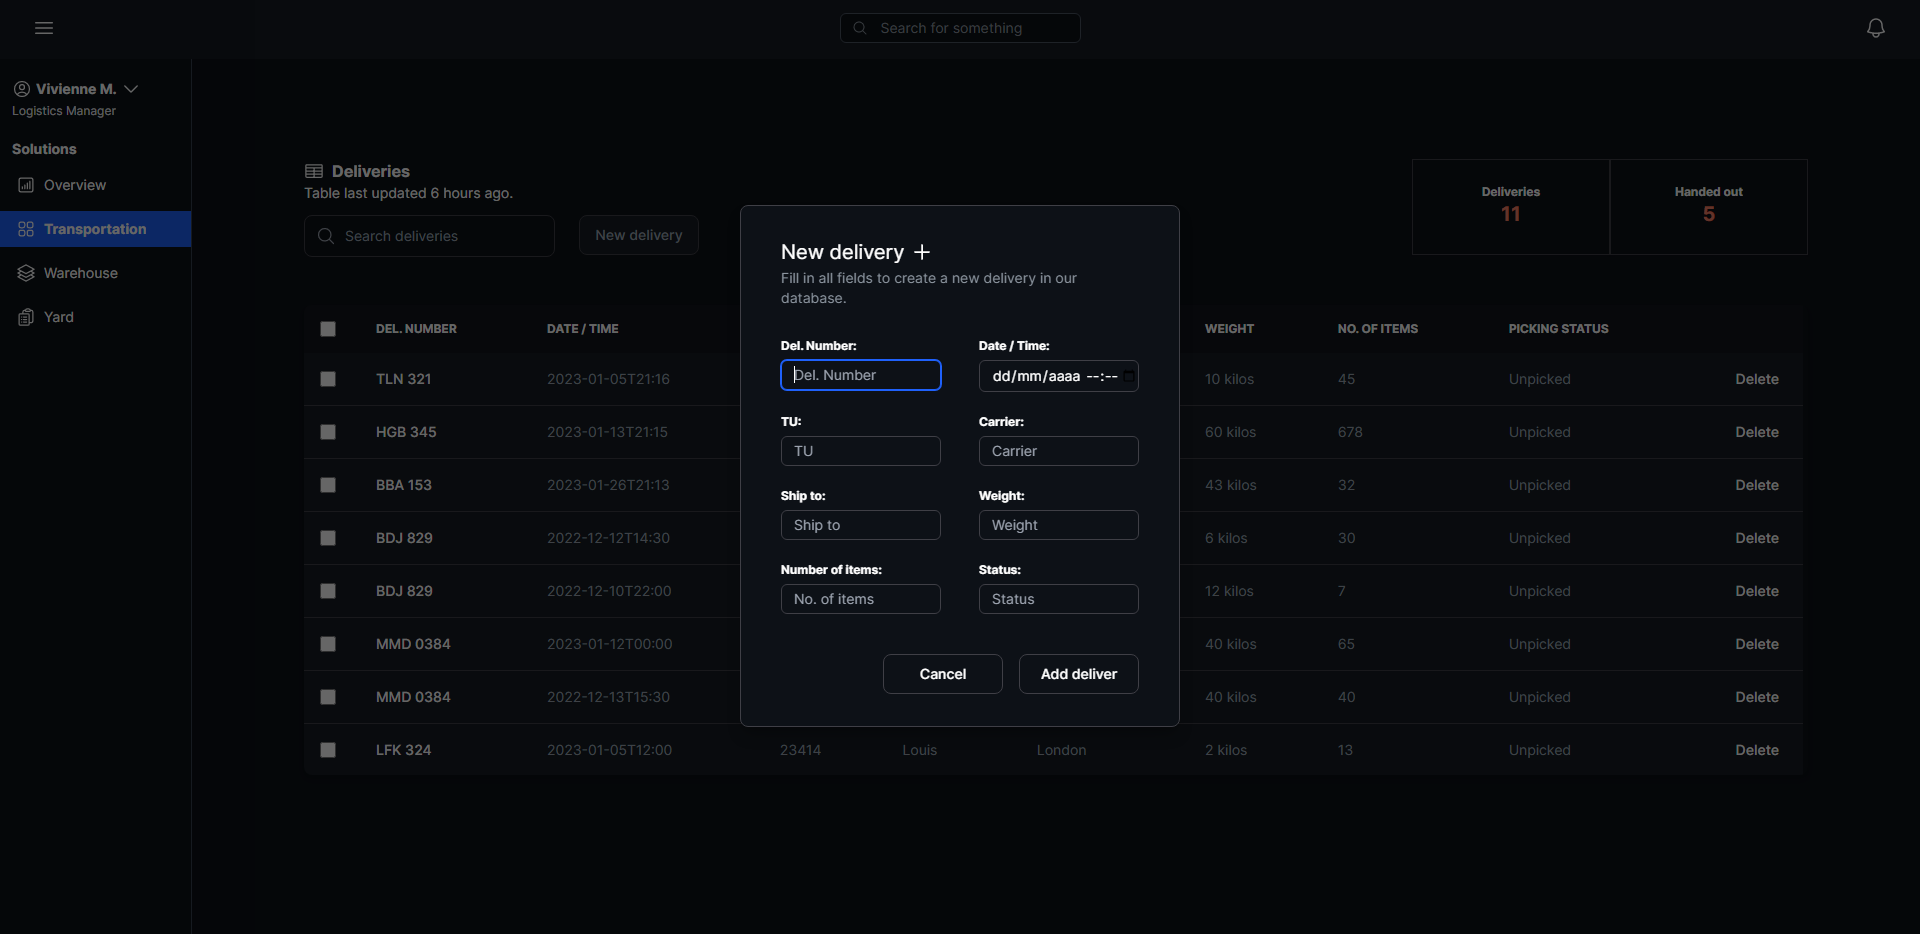 Search for something
Vivienne M.
Logistics Manager
Solutions
Overview
Transportation
Warehouse
Yard
Deliveries
Table last updated 6 hours ago.
Search deliveries
New delivery
Deliveries
11
Handed out
5
DEL. NUMBER DATE / TIME WEIGHT NO. OF ITEMS PICKING STATUS
TLN 321 2023-01-05T21:16 10 kilos 45 Unpicked Delete
HGB 345 2023-01-13T21:15 60 kilos 678 Unpicked Delete
BBA 153 2023-01-26T21:13 43 kilos 32 Unpicked Delete
BDJ 829 2022-12-12T14:30 6 kilos 30 Unpicked Delete
BDJ 829 2022-12-10T22:00 12 kilos 7 Unpicked Delete
MMD 0384 2023-01-12T00:00 40 kilos 65 Unpicked Delete
MMD 0384 2022-12-13T15:30 40 kilos 40 Unpicked Delete
LFK 324 2023-01-05T12:00 23414 Louis London 2 kilos 13 Unpicked Delete
New delivery +
Fill in all fields to create a new delivery in our
database.
Del. Number: Date / Time:
Del. Number dd/mm/aaaa --:--
TU: Carrier:
TU Carrier
Ship to: Weight:
Ship to Weight
Number of items: Status:
No. of items Status
Cancel Add deliver